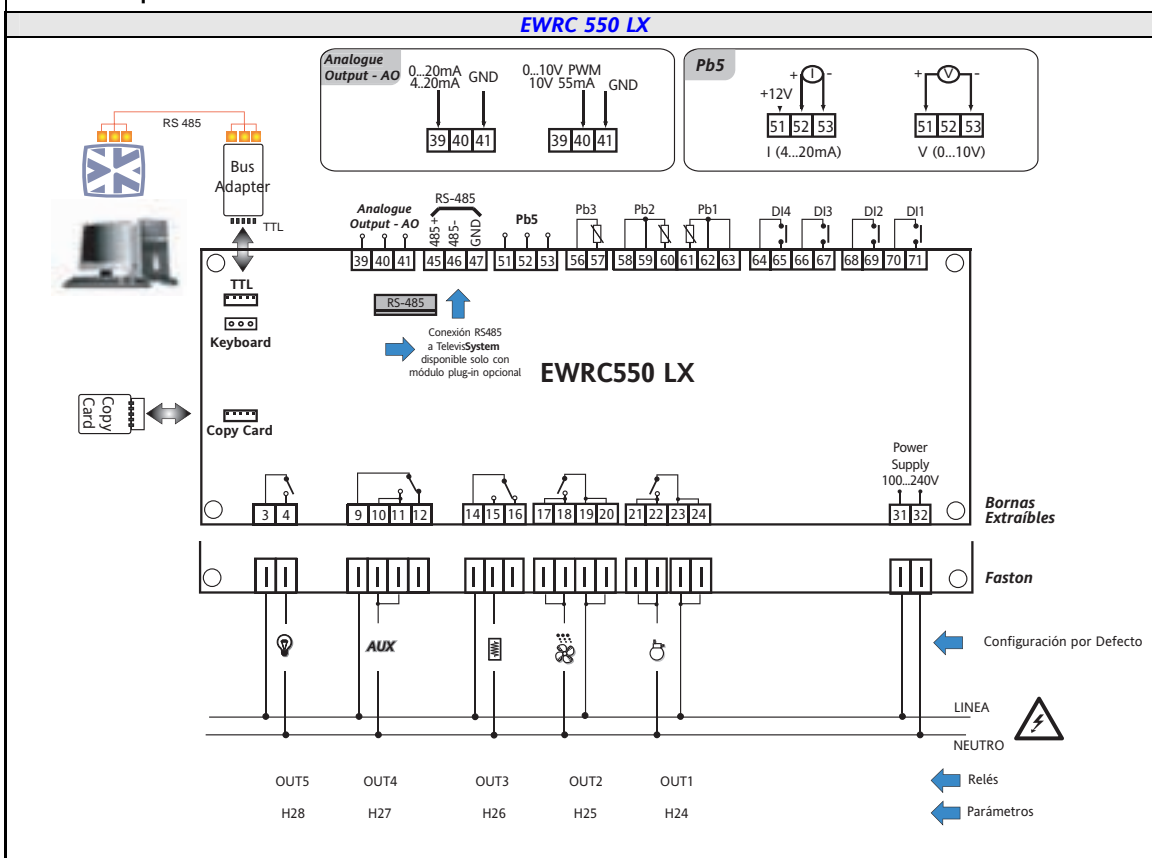 EWRC 550 LX
Analogue
Output - AO
0...20mA
4..20mA
GND
0...10V PWM
10V 55mA
GND
39 40 41
39 40 41
Pb5
+ I -
+12V
51 52 53
I (4...20mA)
+ V -
51 52 53
V (0...10V)
RS 485
Bus
Adapter
TTL
Analogue
Output - AO
RS-485
485+
485-
GND
Pb5
Pb3
Pb2
Pb1
DI4
DI3
DI2
DI1
39 40 41
45 46 47
51 52 53
56 57
58 59 60 61 62 63
64 65 66 67
68 69 70 71
TTL
Keyboard
RS-485
Conexión RS485
a TelevisSystem
disponible solo con
módulo plug-in opcional
EWRC550 LX
Copy
Card
Copy Card
Power
Supply
100...240V
3 4
9 10 11 12
14 15 16
17 18 19 20
21 22 23 24
31 32
Bornas
Extraíbles
Faston
AUX
Configuración por Defecto
LINEA
NEUTRO
OUT5 OUT4 OUT3 OUT2 OUT1
Relés
H28 H27 H26 H25 H24
Parámetros